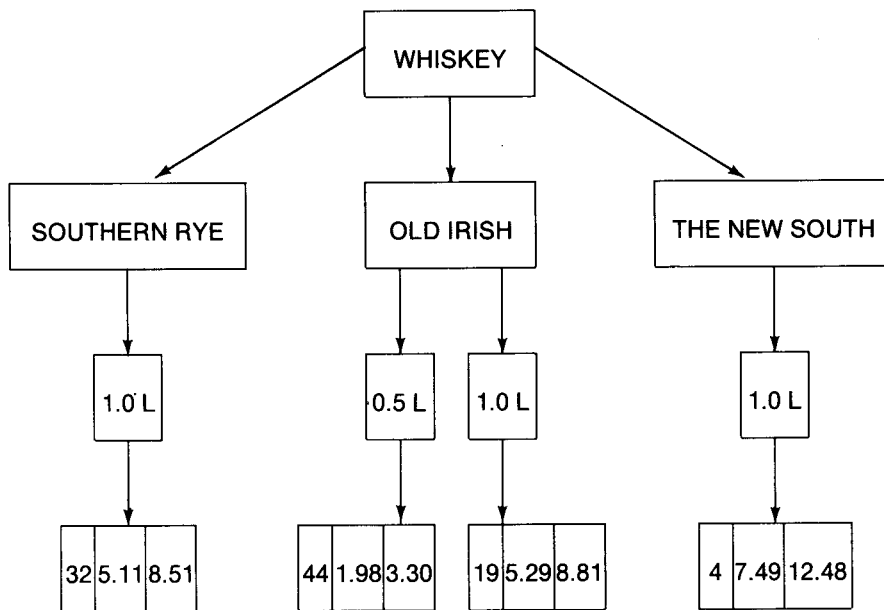 WHISKEY
SOUTHERN RYE
OLD IRISH
THE NEW SOUTH
1.0 L
0.5 L
1.0 L
1.0 L
32 5.11 8.51
44 1.98 3.30
19 5.29 8.81
4 7.49 12.48